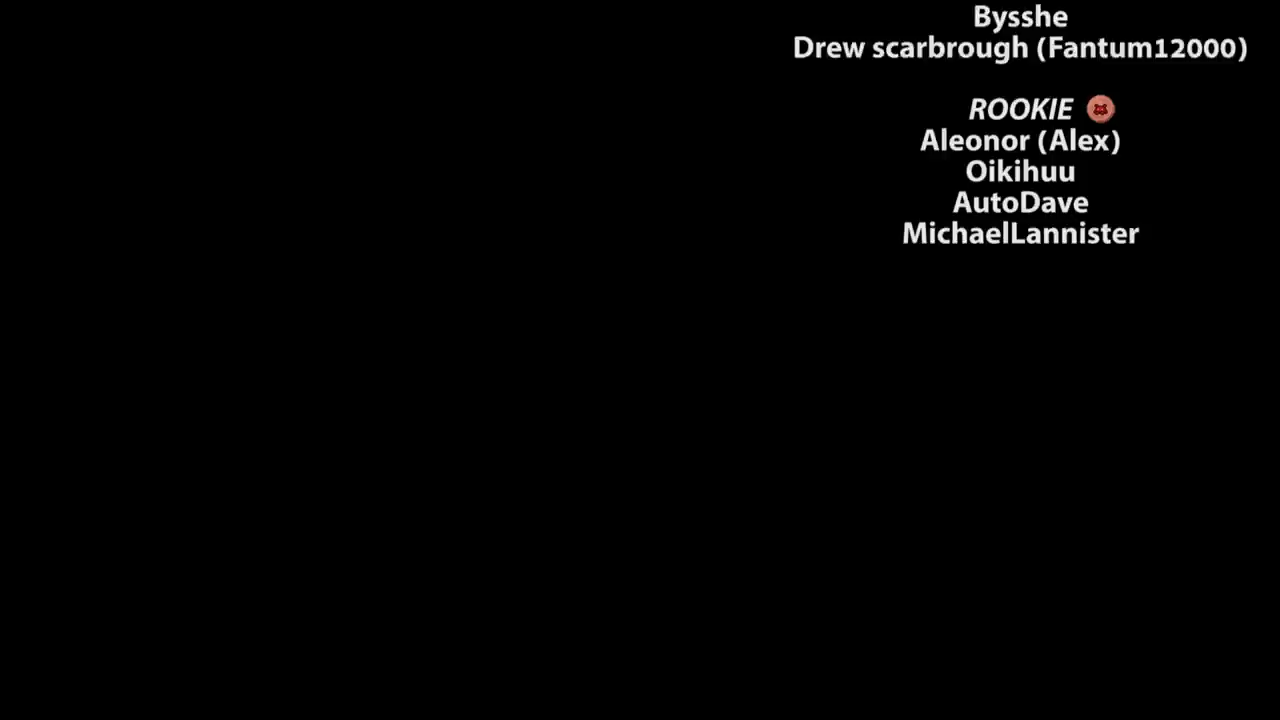 Bysshe
Drew scarbrough (Fantum12000)
ROOKIE
Aleonor (Alex)
Oikihuu
AutoDave
MichaelLannister